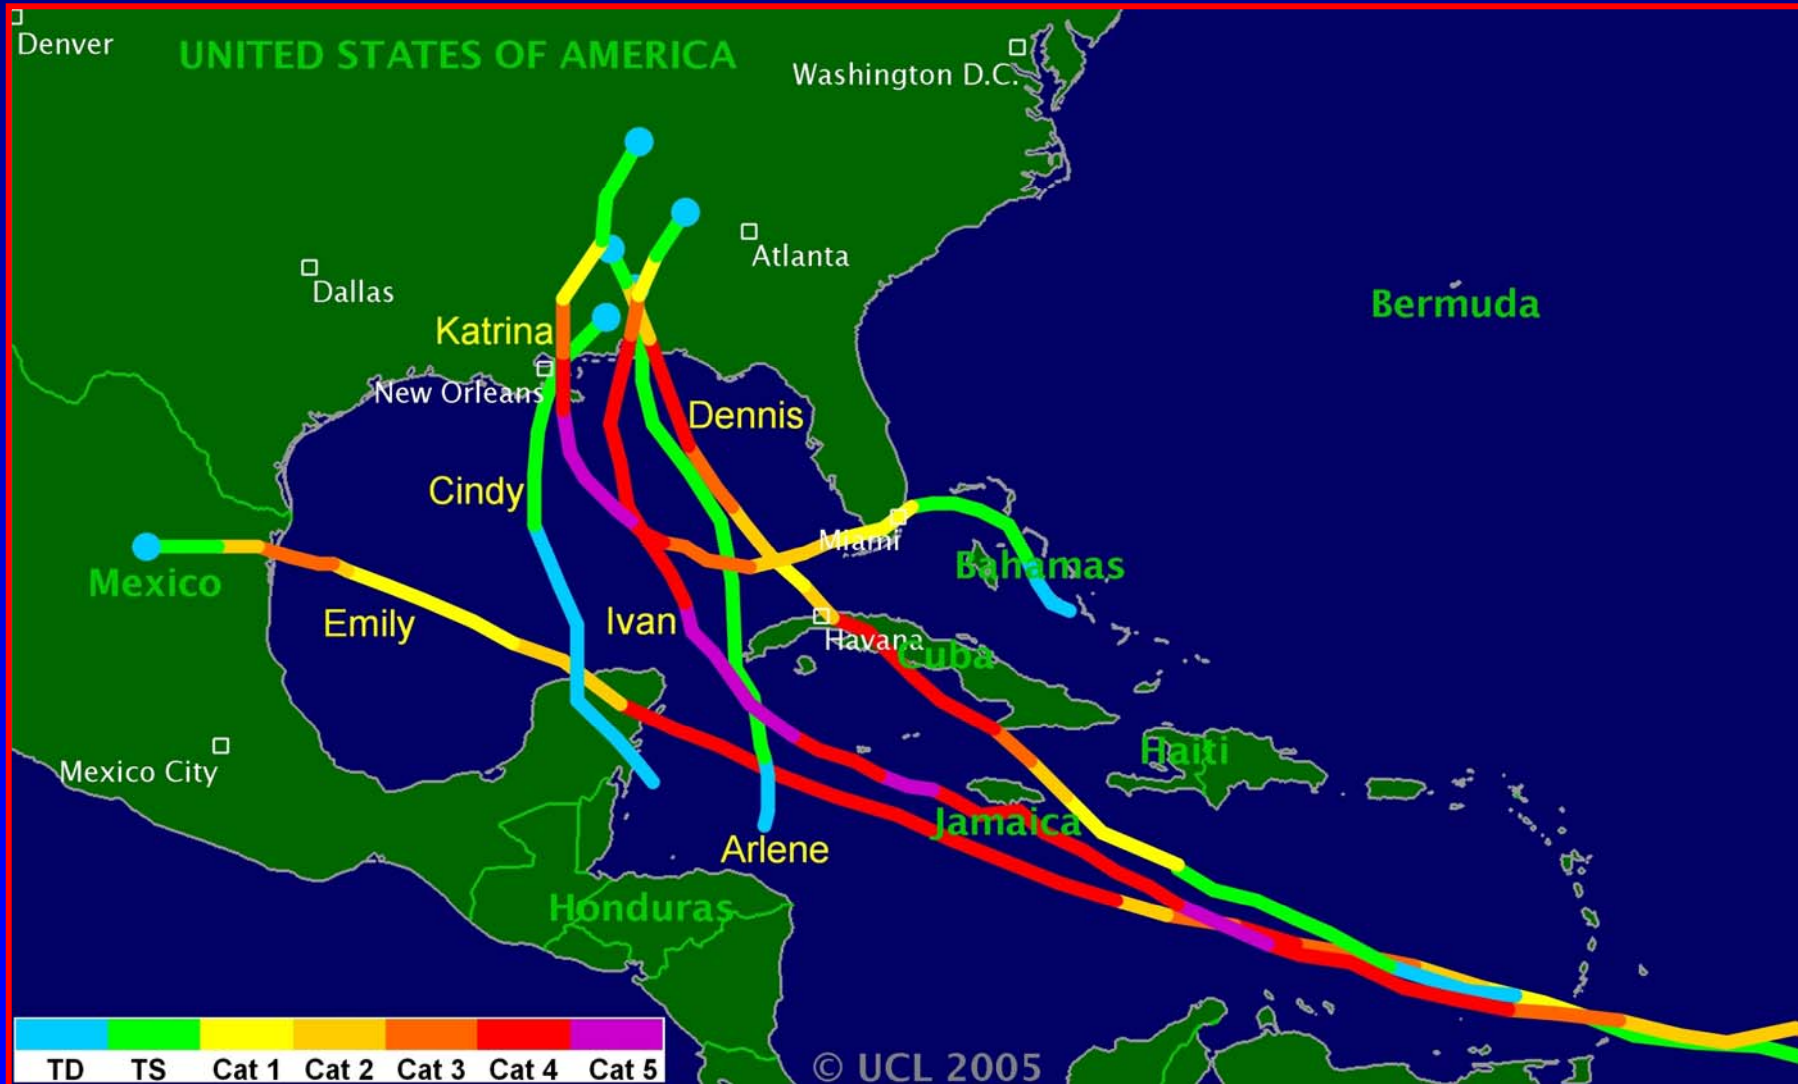 Denver
UNITED STATES OF AMERICA
Washington D.C.
Atlanta
Dallas
Bermuda
Katrina
New Orleans
Dennis
Cindy
Miami
Bahamas
Mexico
Emily
Ivan
Havana
Cuba
Haiti
Mexico City
Jamaica
Arlene
Honduras
TD TS Cat 1 Cat 2 Cat 3 Cat 4 Cat 5
© UCL 2005